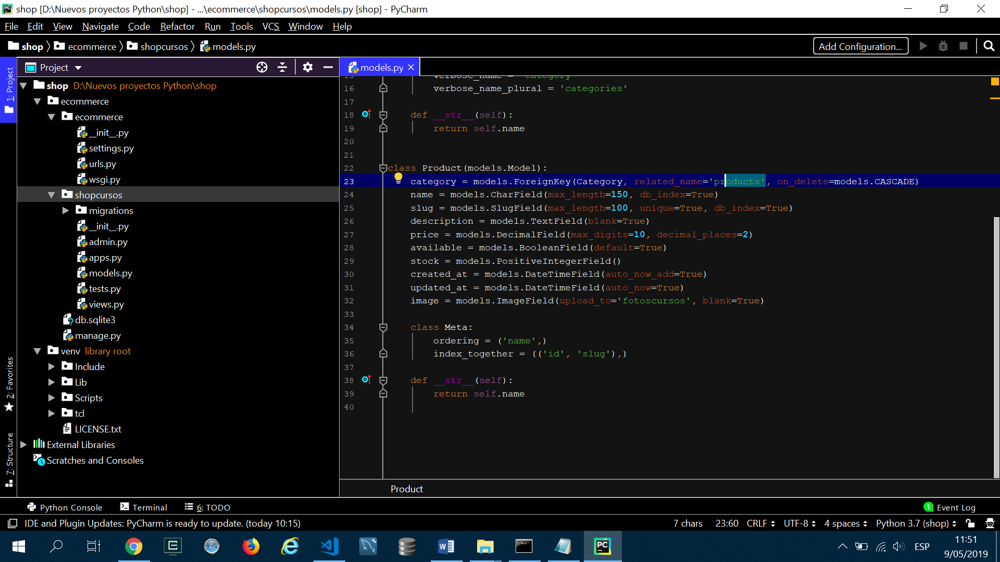 shop [D:\Nuevos proyectos Python\shop] - ...\ecommerce\shopcursos\models.py [shop] - PyCharm
File Edit View Navigate Code Refactor Run Tools VCS Window Help
shop ecommerce shopcursos models.py Add Configuration...
1: Project
2: Favorites
7: Structure
Project
shop D:\Nuevos proyectos Python\shop
ecommerce
ecommerce
__init__.py
settings.py
urls.py
wsgi.py
shopcursos
migrations
__init__.py
admin.py
apps.py
models.py
tests.py
views.py
db.sqlite3
manage.py
venv library root
Include
Lib
Scripts
tcl
LICENSE.txt
External Libraries
Scratches and Consoles
models.py
15 verbose_name = 'category'
16 verbose_name_plural = 'categories'
17
18 def __str__(self):
19 return self.name
20
21
22 class Product(models.Model):
23 category = models.ForeignKey(Category, related_name='products', on_delete=models.CASCADE)
24 name = models.CharField(max_length=150, db_index=True)
25 slug = models.SlugField(max_length=100, unique=True, db_index=True)
26 description = models.TextField(blank=True)
27 price = models.DecimalField(max_digits=10, decimal_places=2)
28 available = models.BooleanField(default=True)
29 stock = models.PositiveIntegerField()
30 created_at = models.DateTimeField(auto_now_add=True)
31 updated_at = models.DateTimeField(auto_now=True)
32 image = models.ImageField(upload_to='fotoscursos', blank=True)
33
34 class Meta:
35 ordering = ('name',)
36 index_together = (('id', 'slug'),)
37
38 def __str__(self):
39 return self.name
40
Product
Python Console Terminal 6: TODO 1 Event Log
IDE and Plugin Updates: PyCharm is ready to update. (today 10:15) 7 chars 23:60 CRLF UTF-8 4 spaces Python 3.7 (shop)
ESP
11:51
9/05/2019